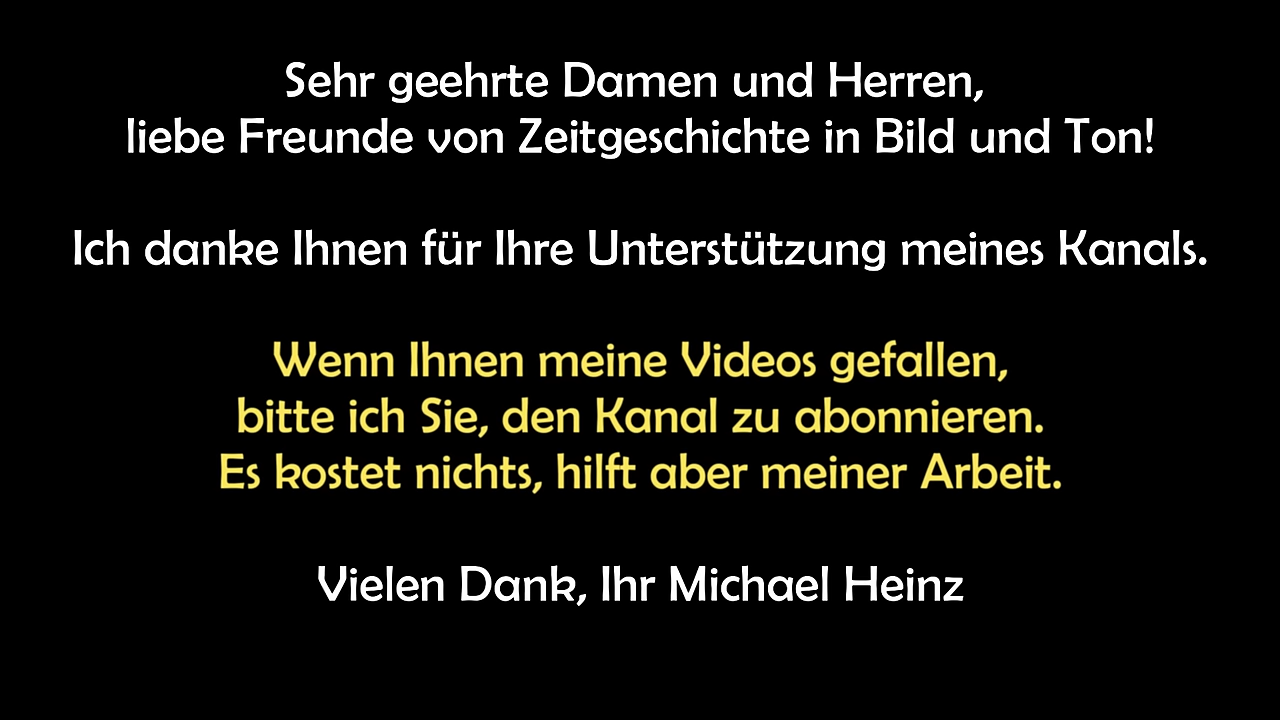 Sehr geehrte Damen und Herren,
liebe Freunde von Zeitgeschichte in Bild und Ton!
Ich danke Ihnen für Ihre Unterstützung meines Kanals.
Wenn Ihnen meine Videos gefallen,
bitte ich Sie, den Kanal zu abonnieren.
Es kostet nichts, hilft aber meiner Arbeit.
Vielen Dank, Ihr Michael Heinz